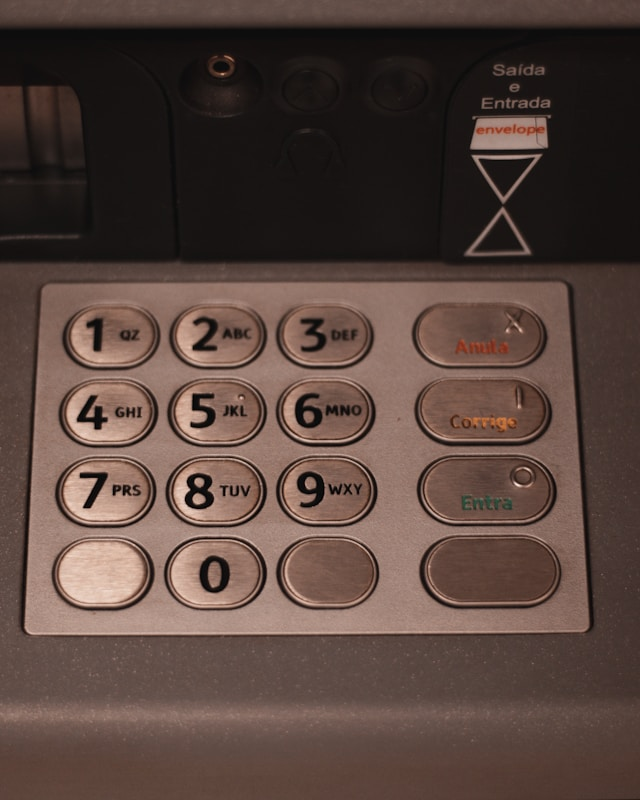 Saída
e
Entrada
envelope
1 QZ 2 ABC 3 DEF Anula
4 GHI 5 JKL 6 MNO Corrige
7 PRS 8 TUV 9 WXY Entra
0